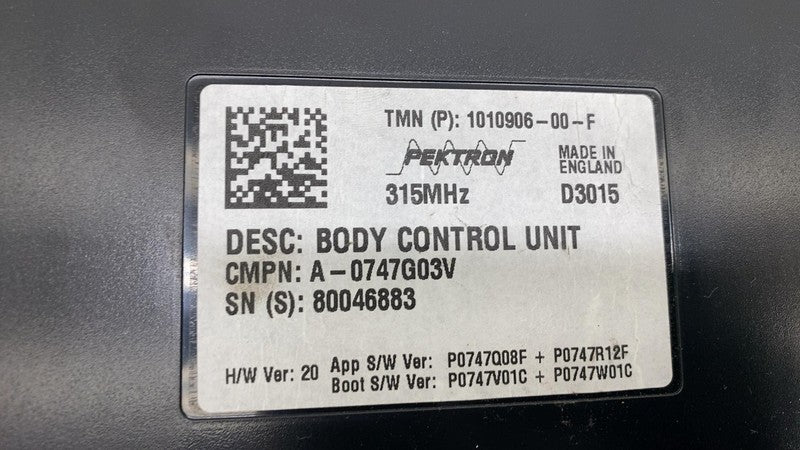 TMN (P): 1010906-00-F
PEKTRON
MADE IN
ENGLAND
315MHz
D3015
DESC: BODY CONTROL UNIT
CMPN: A-0747G03V
SN (S): 80046883
H/W Ver: 20
App S/W Ver: P0747Q08F + P0747R12F
Boot S/W Ver: P0747V01C + P0747W01C